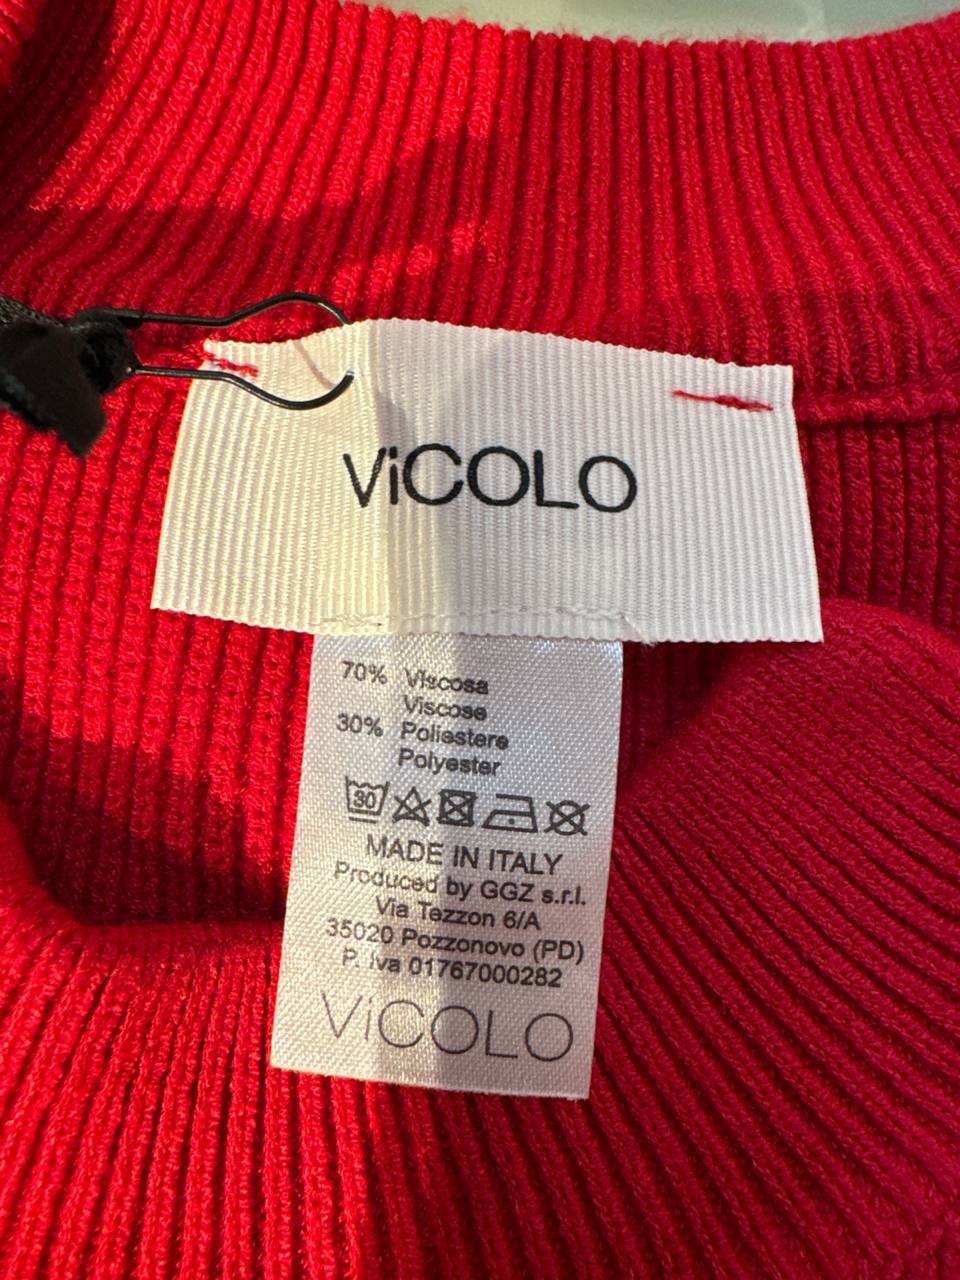 ViCOLO
70% Viscosa
Viscose
30% Poliestere
Polyester
30
MADE IN ITALY
Produced by GGZ s.r.l.
Via Tezzon 6/A
35020 Pozzonovo (PD)
P. Iva 01767000282
ViCOLO